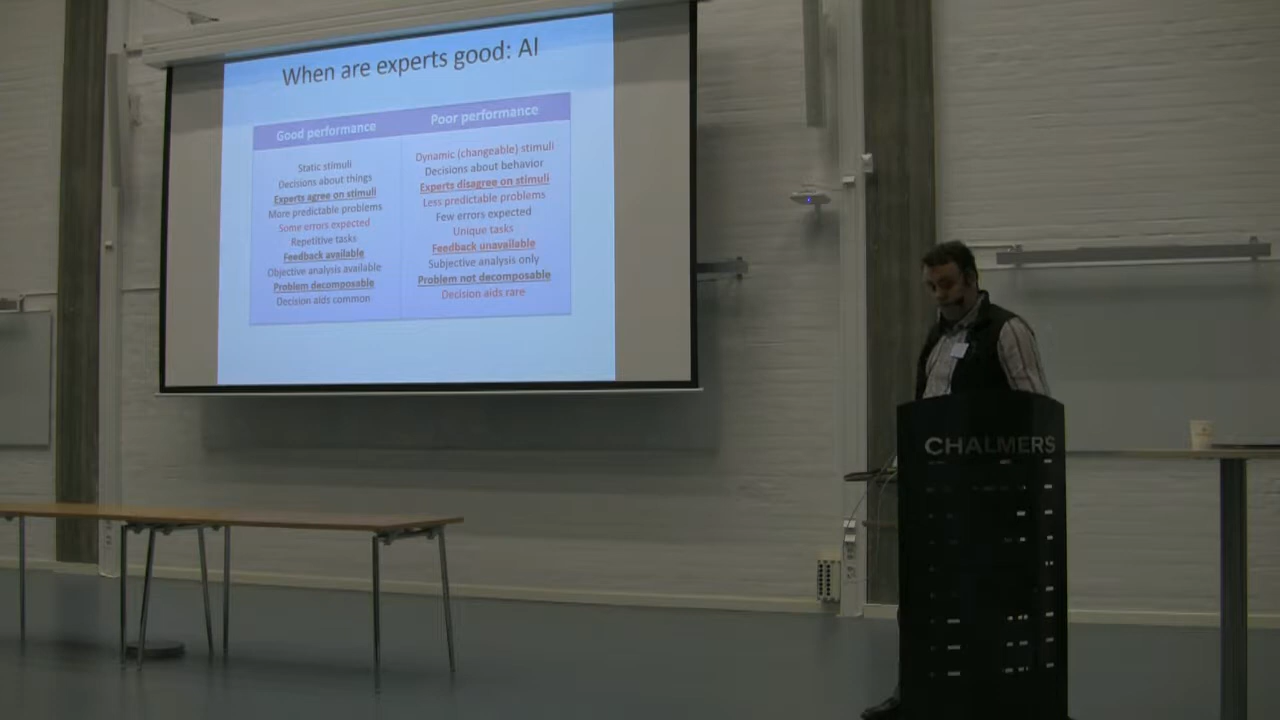 When are experts good: AI
Good performance
Static stimuli
Decisions about things
Experts agree on stimuli
More predictable problems
Some errors expected
Repetitive tasks
Feedback available
Objective analysis available
Problem decomposable
Decision aids common
Poor performance
Dynamic (changeable) stimuli
Decisions about behavior
Experts disagree on stimuli
Less predictable problems
Few errors expected
Unique tasks
Feedback unavailable
Subjective analysis only
Problem not decomposable
Decision aids rare
CHALMERS